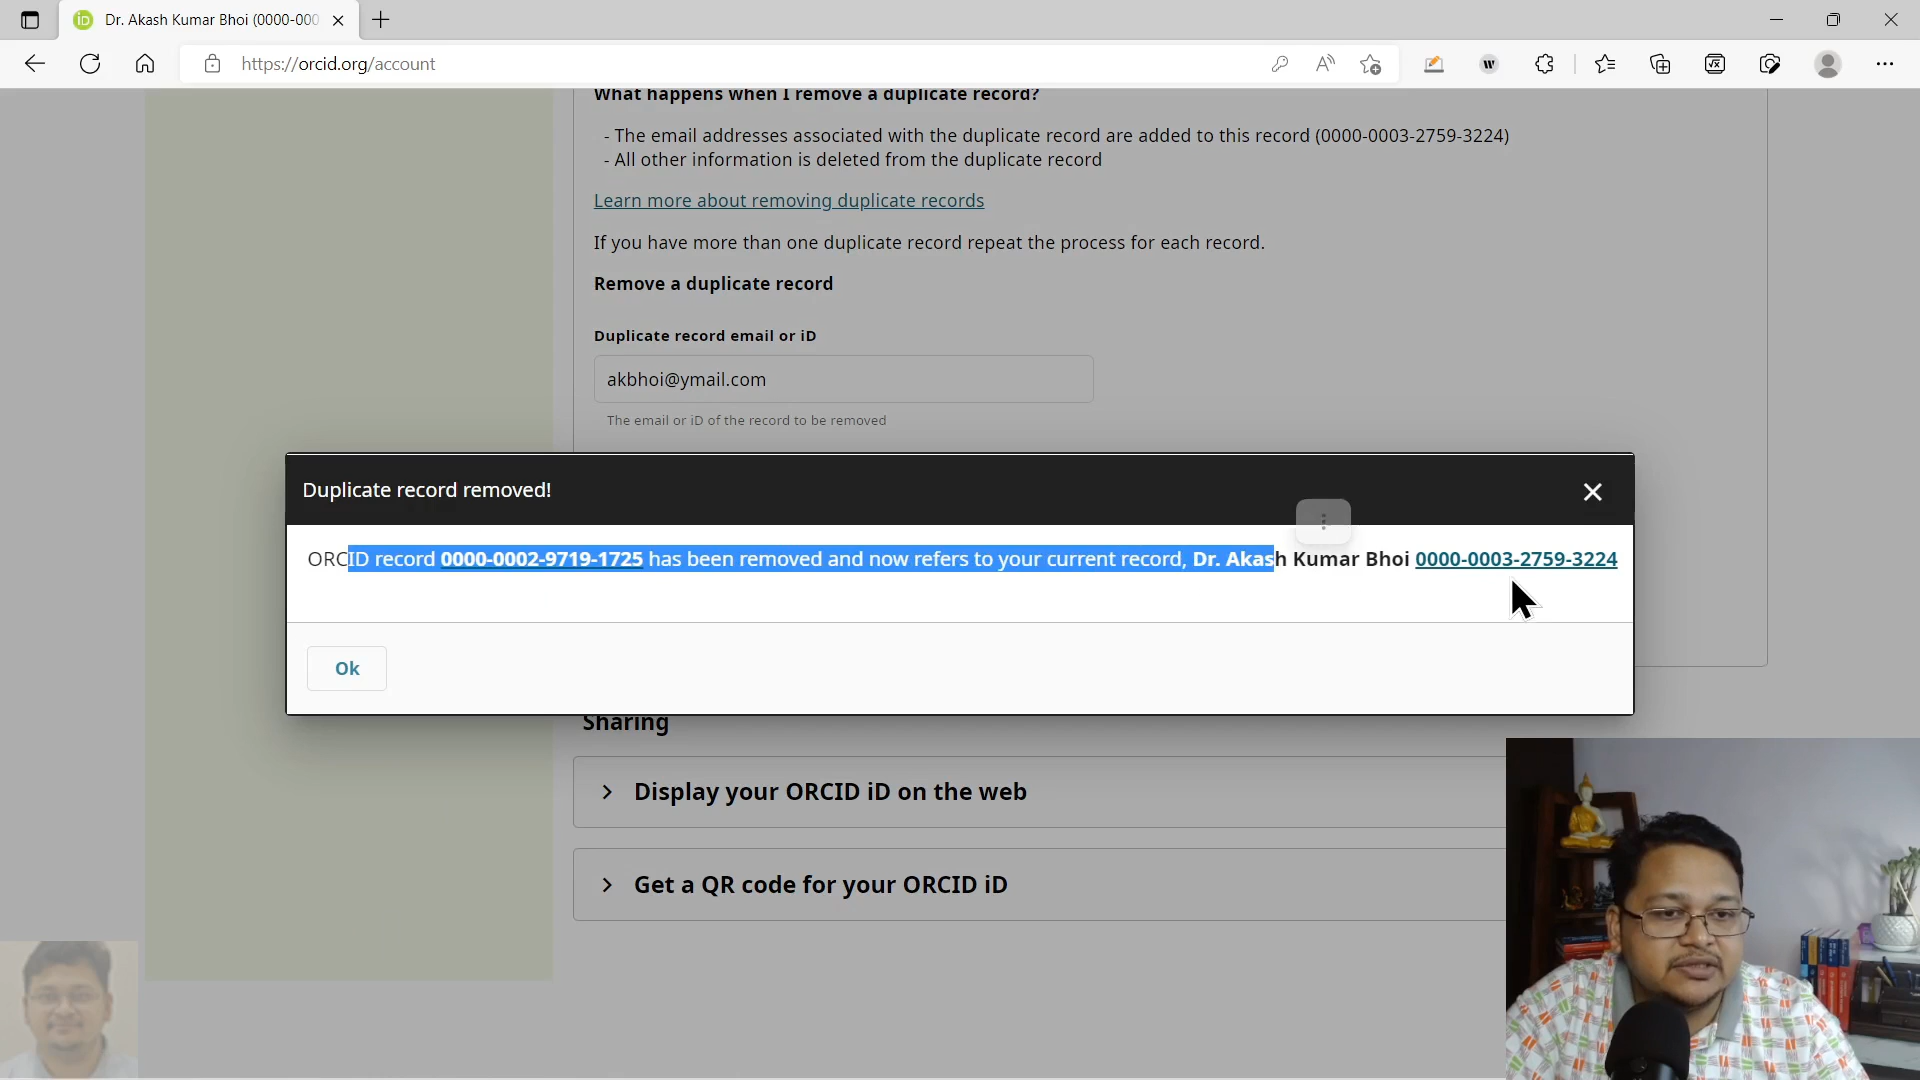 Dr. Akash Kumar Bhoi (0000-000
https://orcid.org/account
What happens when I remove a duplicate record?
- The email addresses associated with the duplicate record are added to this record (0000-0003-2759-3224)
- All other information is deleted from the duplicate record
Learn more about removing duplicate records
If you have more than one duplicate record repeat the process for each record.
Remove a duplicate record
Duplicate record email or iD
akbhoi@ymail.com
The email or iD of the record to be removed
Duplicate record removed!
ORCID record 0000-0002-9719-1725 has been removed and now refers to your current record, Dr. Akash Kumar Bhoi 0000-0003-2759-3224
Ok
Sharing
Display your ORCID iD on the web
Get a QR code for your ORCID iD